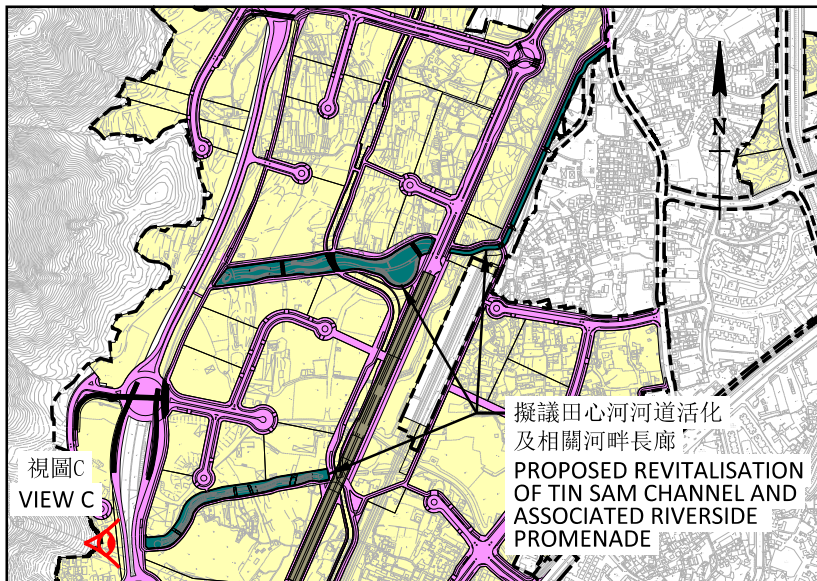 N
擬議田心河河道活化
及相關河畔長廊
PROPOSED REVITALISATION
OF TIN SAM CHANNEL AND
ASSOCIATED RIVERSIDE
PROMENADE
視圖C
VIEW C